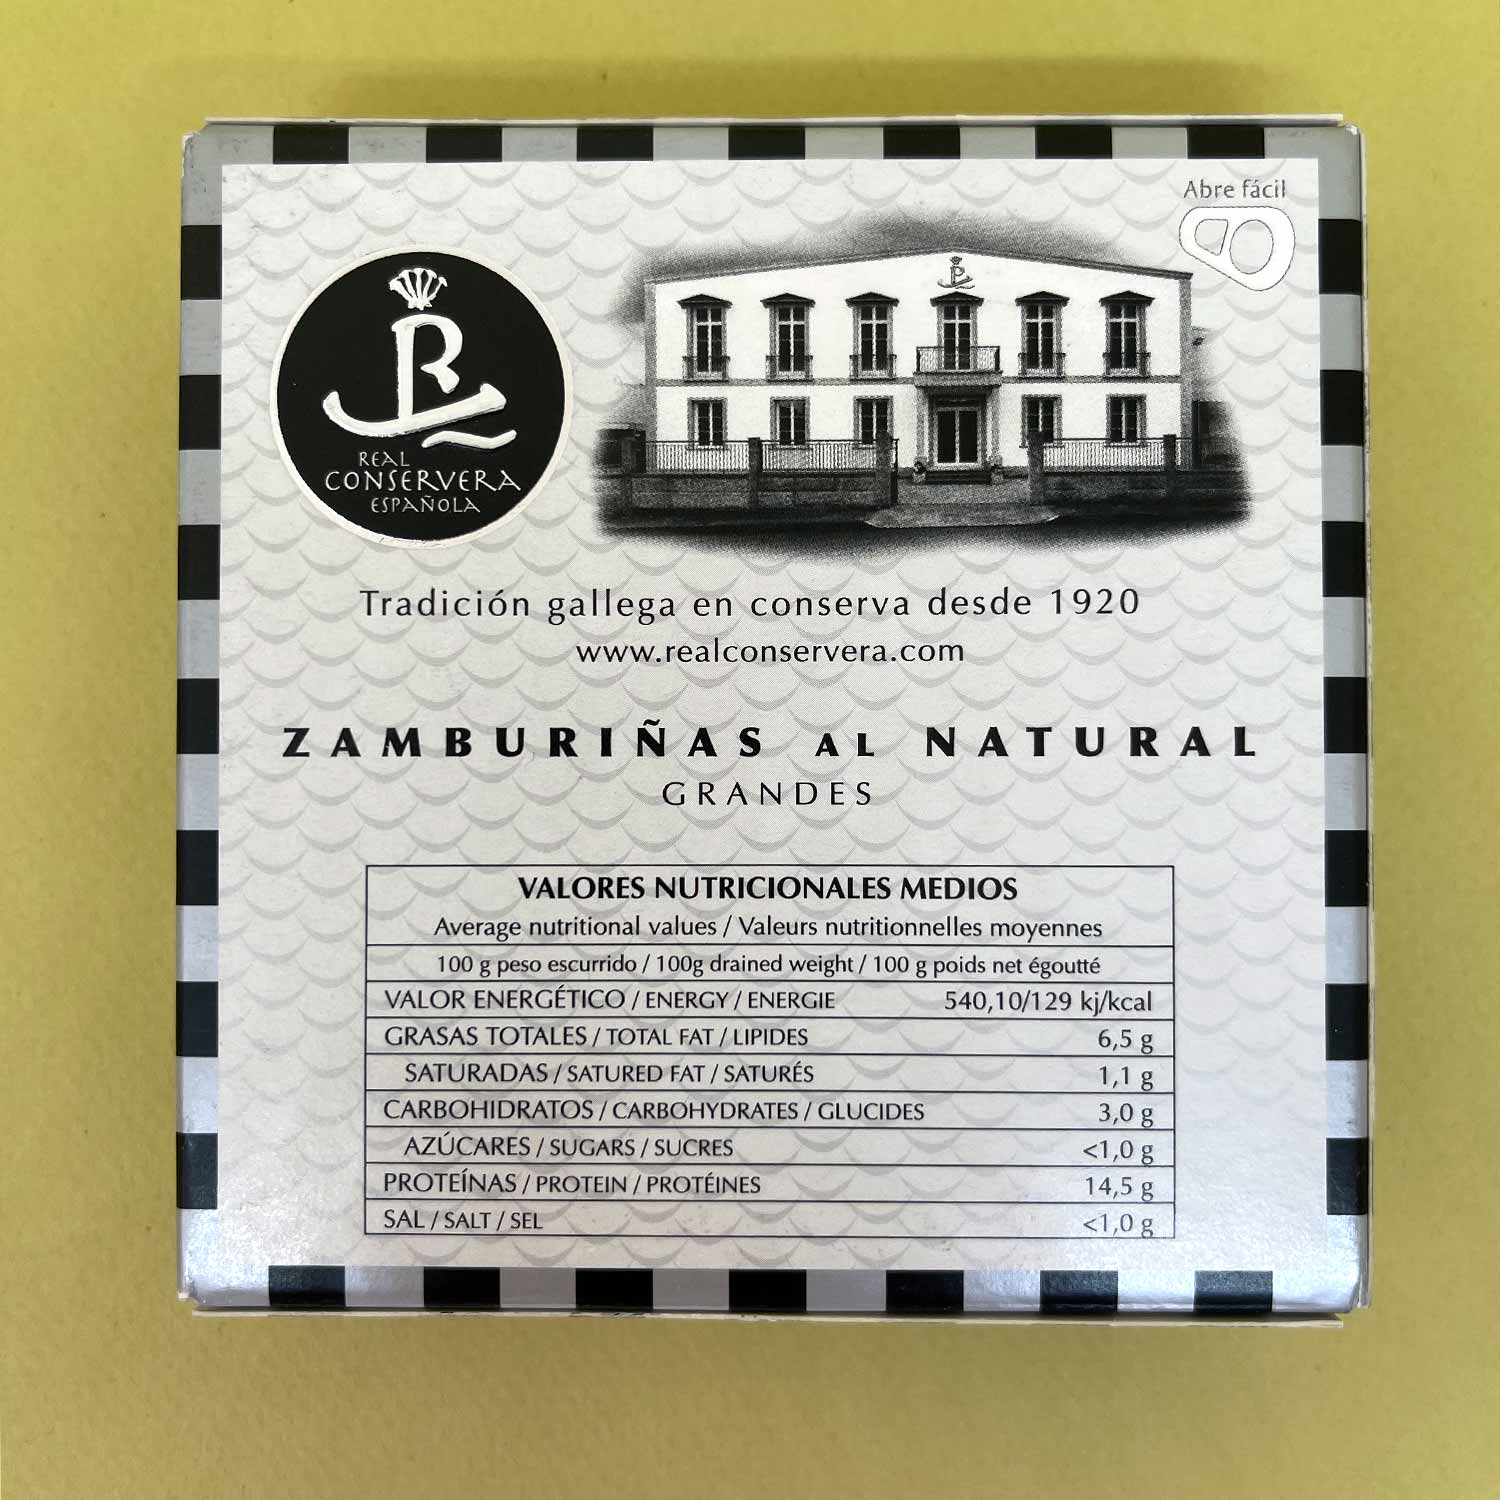 Abre fácil
R
REAL
CONSERVERA
ESPAÑOLA
Tradición gallega en conserva desde 1920
www.realconservera.com
ZAMBURIÑAS AL NATURAL
GRANDES
VALORES NUTRICIONALES MEDIOS
Average nutritional values / Valeurs nutritionnelles moyennes
100 g peso escurrido / 100g drained weight / 100 g poids net égoutté
VALOR ENERGÉTICO / ENERGY / ENERGIE 540,10/129 kj/kcal
GRASAS TOTALES / TOTAL FAT / LIPIDES 6,5 g
SATURADAS / SATURED FAT / SATURÉS 1,1 g
CARBOHIDRATOS / CARBOHYDRATES / GLUCIDES 3,0 g
AZÚCARES / SUGARS / SUCRES <1,0 g
PROTEÍNAS / PROTEIN / PROTÉINES 14,5 g
SAL / SALT / SEL <1,0 g